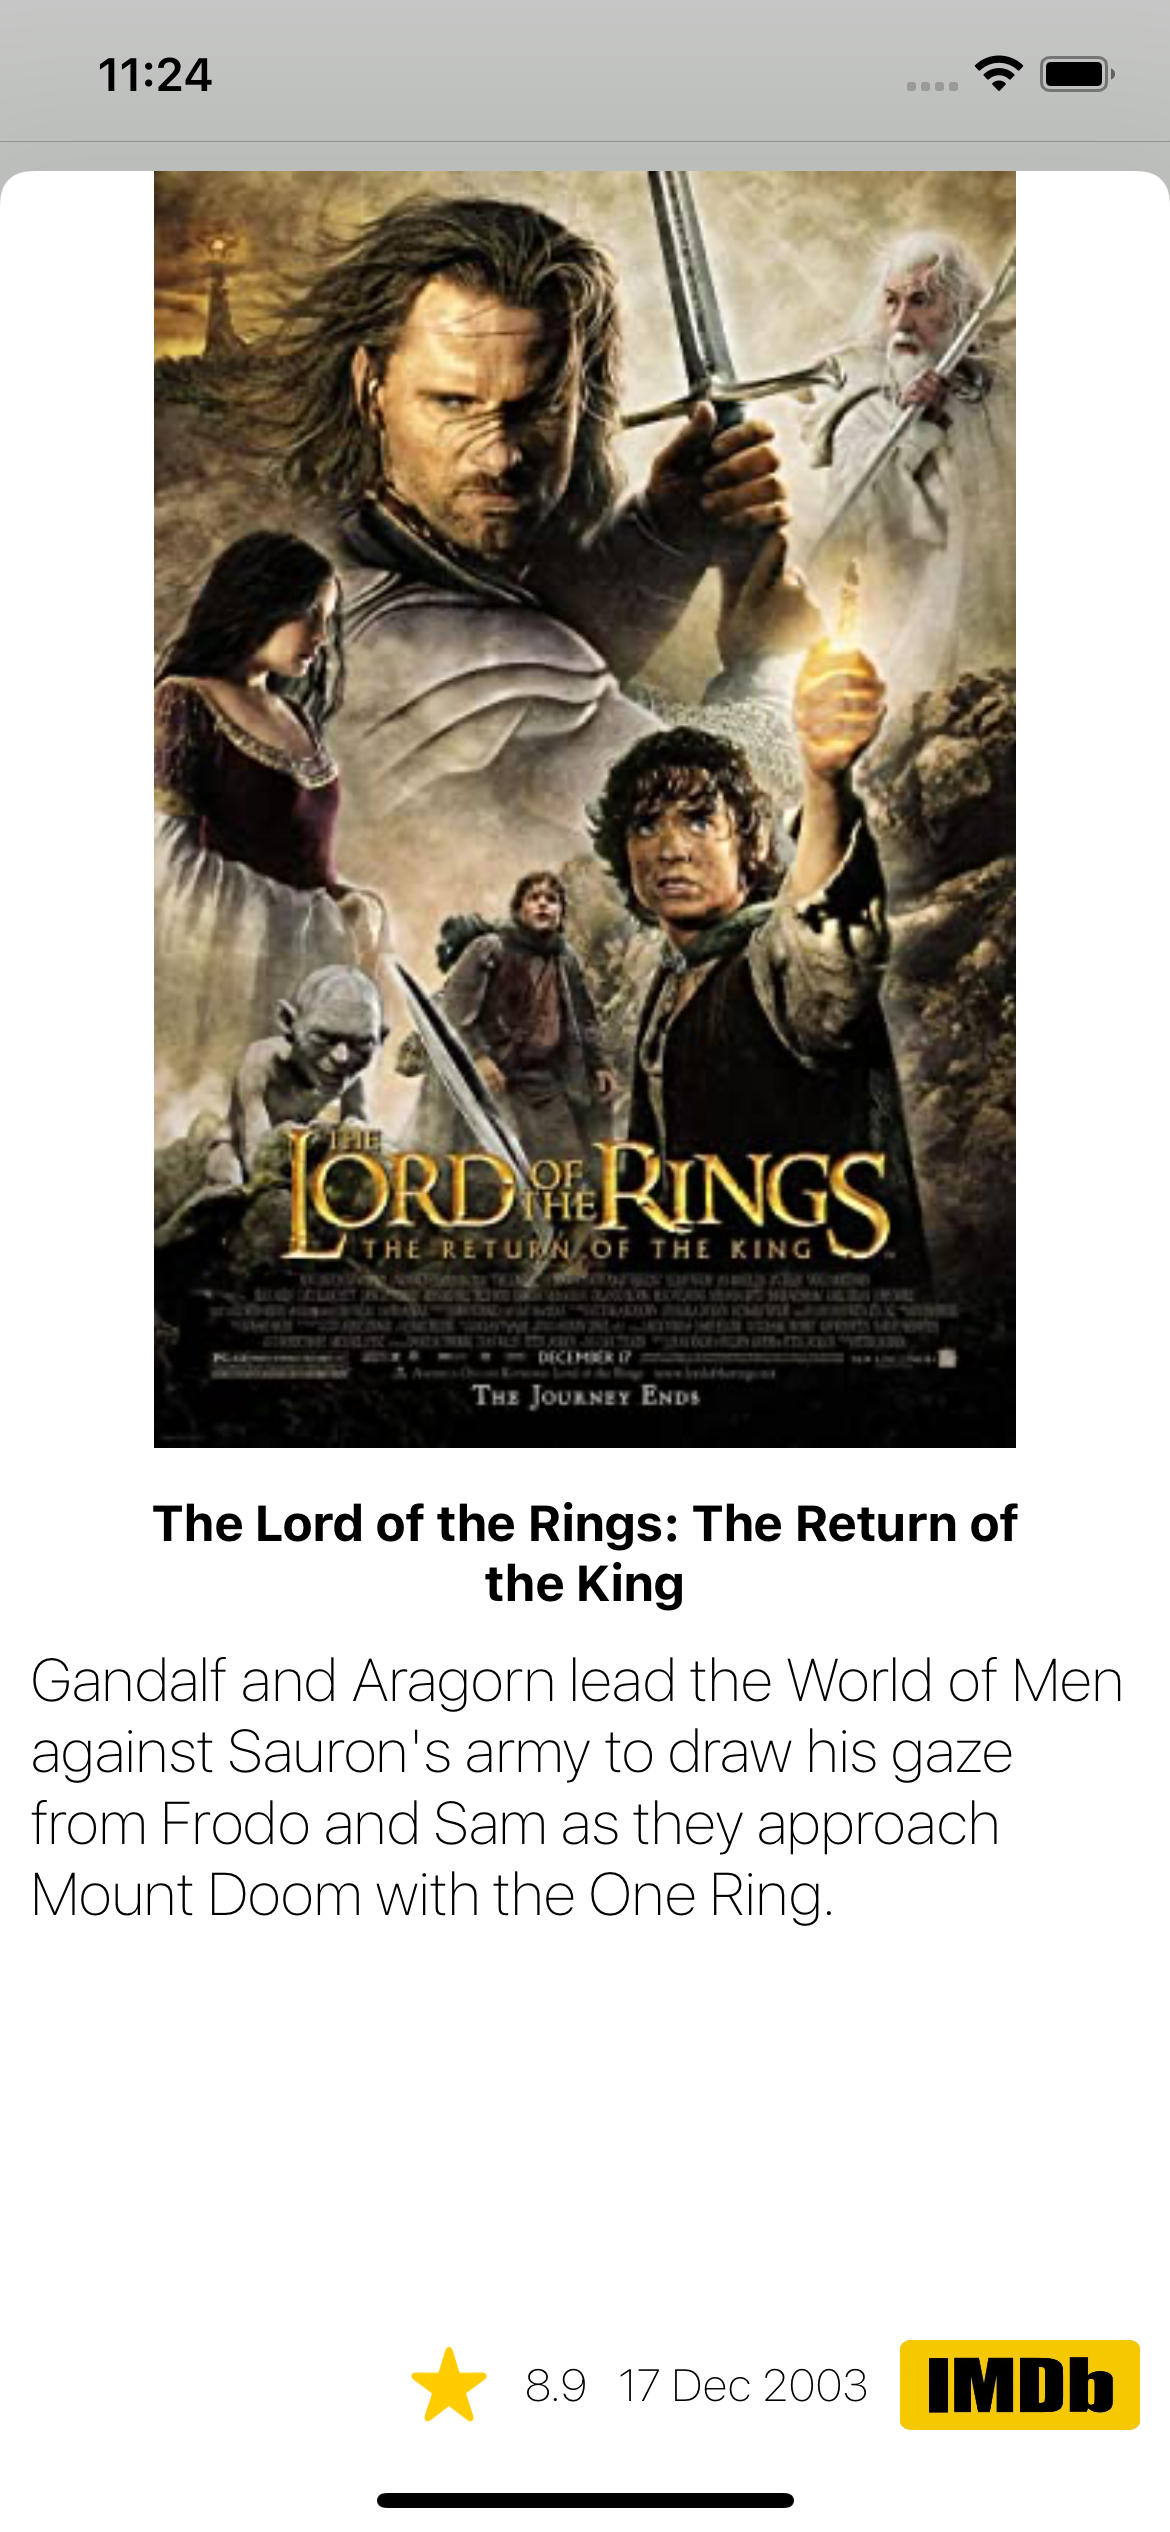 11:24
THE
LORD OF THE RINGS
THE RETURN OF THE KING
DECEMBER 17
THE JOURNEY ENDS
The Lord of the Rings: The Return of
the King
Gandalf and Aragorn lead the World of Men
against Sauron's army to draw his gaze
from Frodo and Sam as they approach
Mount Doom with the One Ring.
8.9 17 Dec 2003 IMDb